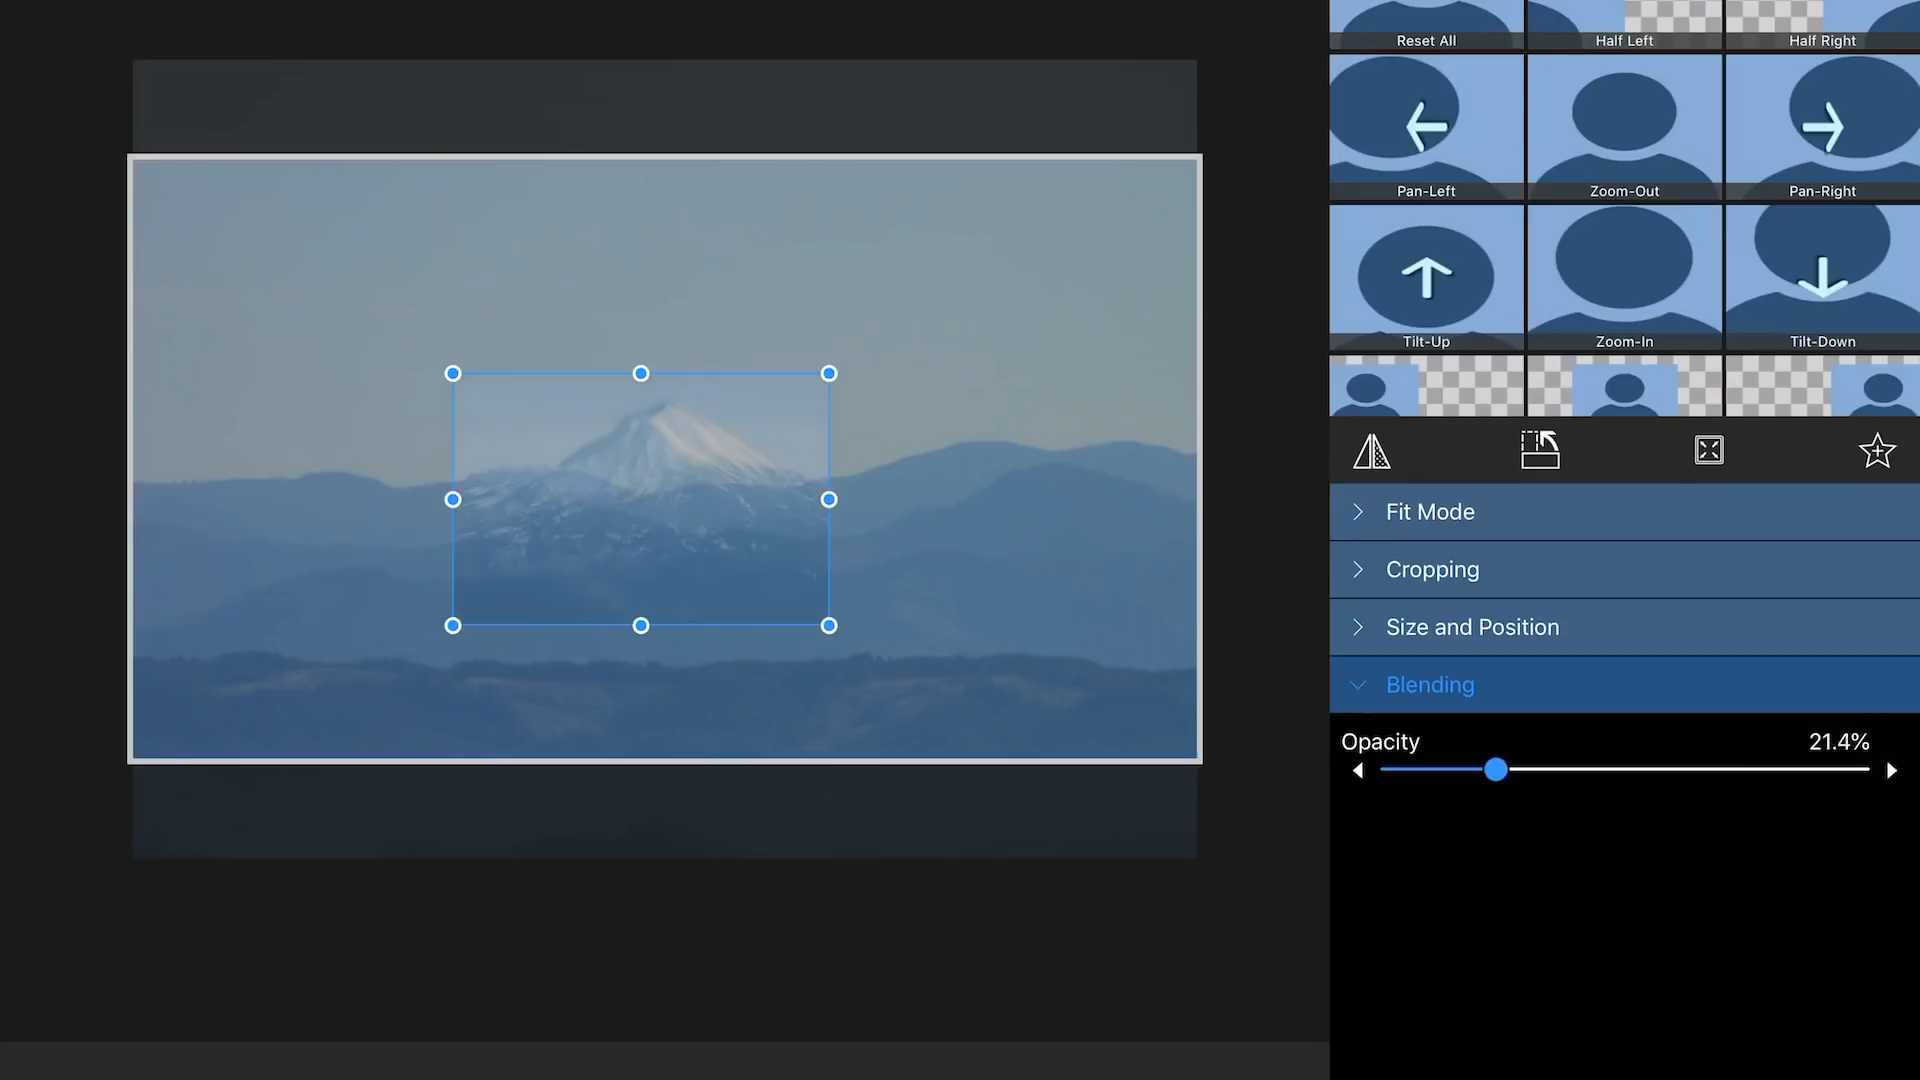 Reset All
Half Left
Half Right
Pan-Left
Zoom-Out
Pan-Right
Tilt-Up
Zoom-In
Tilt-Down
Fit Mode
Cropping
Size and Position
Blending
Opacity
21.4%